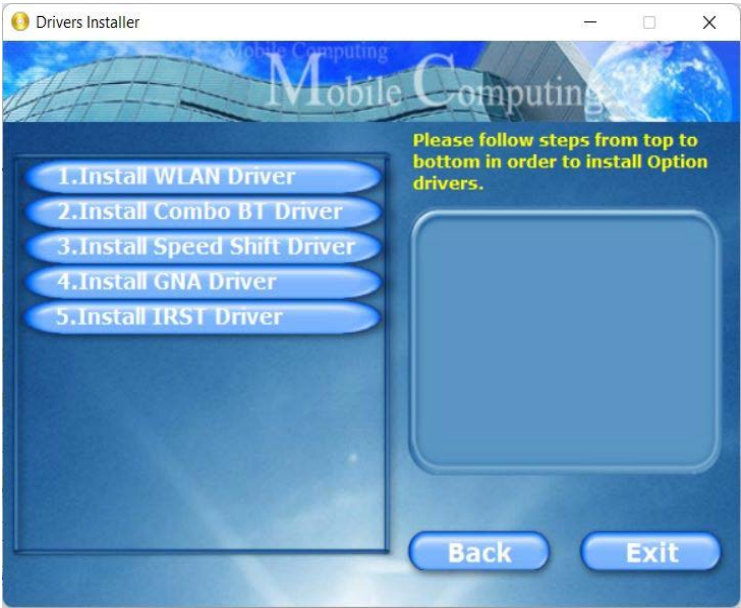 Drivers Installer
Mobile Computing
Mobile Computing
Please follow steps from top to
bottom in order to install Option
drivers.
1.Install WLAN Driver
2.Install Combo BT Driver
3.Install Speed Shift Driver
4.Install GNA Driver
5.Install IRST Driver
Back
Exit